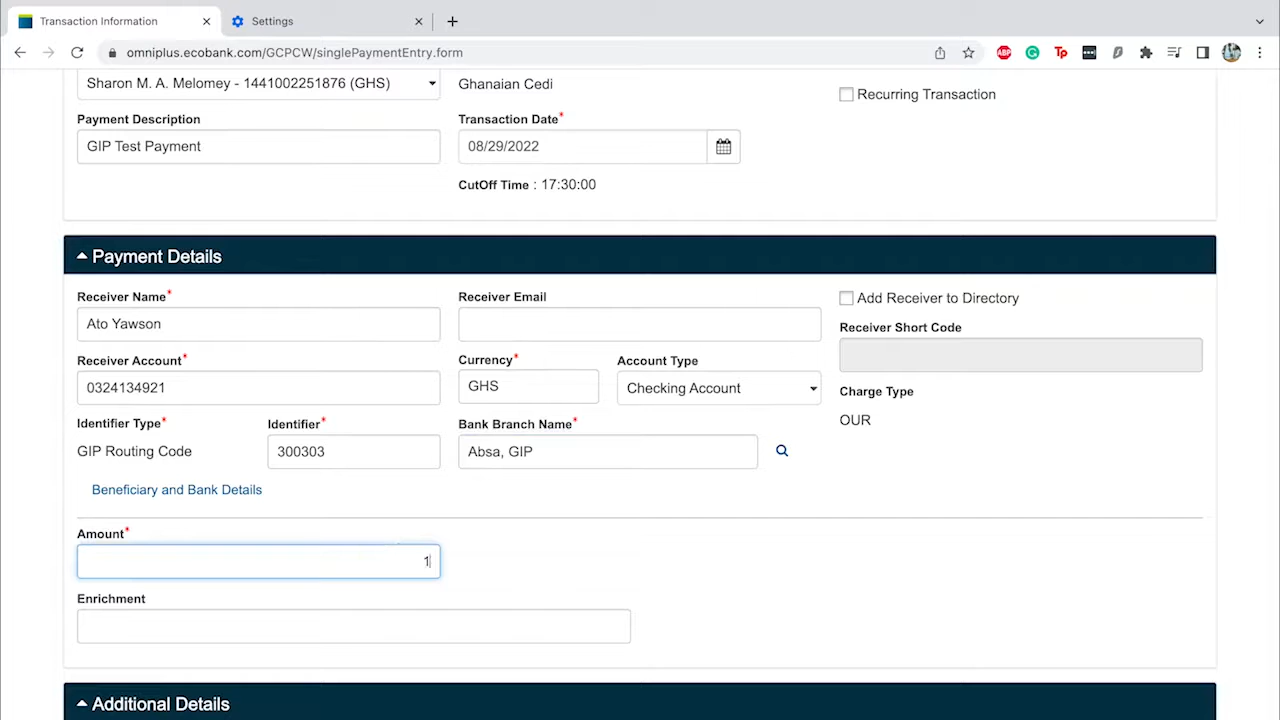 Transaction Information
Settings
omniplus.ecobank.com/GCPCW/singlePaymentEntry.form
ABP
Tp
Sharon M. A. Melomey - 1441002251876 (GHS)
Ghanaian Cedi
Recurring Transaction
Payment Description
Transaction Date*
GIP Test Payment
08/29/2022
CutOff Time : 17:30:00
Payment Details
Receiver Name*
Receiver Email
Add Receiver to Directory
Ato Yawson
Receiver Short Code
Receiver Account*
Currency*
Account Type
0324134921
GHS
Checking Account
Charge Type
Identifier Type*
Identifier*
Bank Branch Name*
OUR
GIP Routing Code
300303
Absa, GIP
Beneficiary and Bank Details
Amount*
1
Enrichment
Additional Details